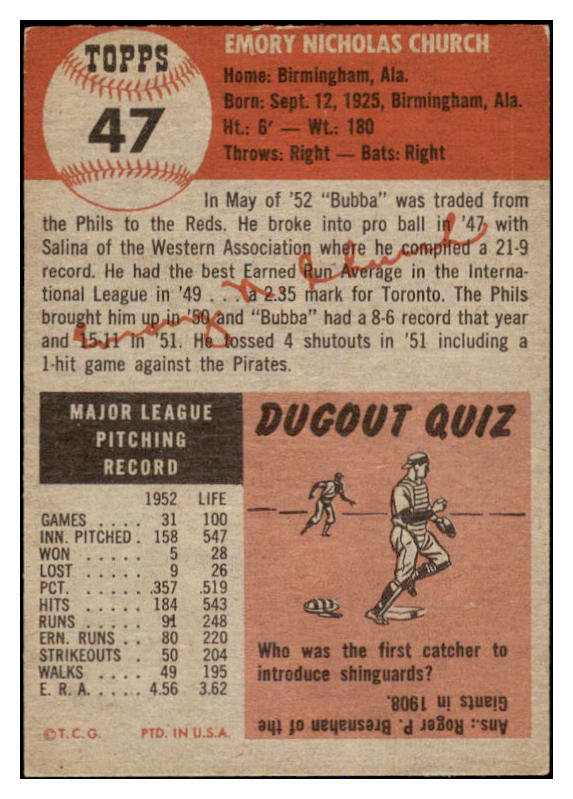 TOPPS
47
EMORY NICHOLAS CHURCH
Home: Birmingham, Ala.
Born: Sept. 12, 1925, Birmingham, Ala.
Ht.: 6' — Wt.: 180
Throws: Right — Bats: Right
In May of '52 "Bubba" was traded from
the Phils to the Reds. He broke into pro ball in '47 with
Salina of the Western Association where he compiled a 21-9
record. He had the best Earned Run Average in the Interna-
tional League in '49 . . . a 2.35 mark for Toronto. The Phils
brought him up in '50 and "Bubba" had a 8-6 record that year
and 15-11 in '51. He tossed 4 shutouts in '51 including a
1-hit game against the Pirates.
Emory N. Church
MAJOR LEAGUE
PITCHING
RECORD
1952 LIFE
GAMES . . . . 31 100
INN. PITCHED . 158 547
WON . . . . . 5 28
LOST . . . . . 9 26
PCT. . . . . . .357 .519
HITS . . . . . 184 543
RUNS . . . . . 91 248
ERN. RUNS . . 80 220
STRIKEOUTS . 50 204
WALKS . . . . 49 195
E. R. A. . . . . . 4.56 3.62
©T.C.G. PTD. IN U.S.A.
DUGOUT QUIZ
Who was the first catcher to
introduce shinguards?
Ans.: Roger P. Bresnahan of the
Giants in 1908.